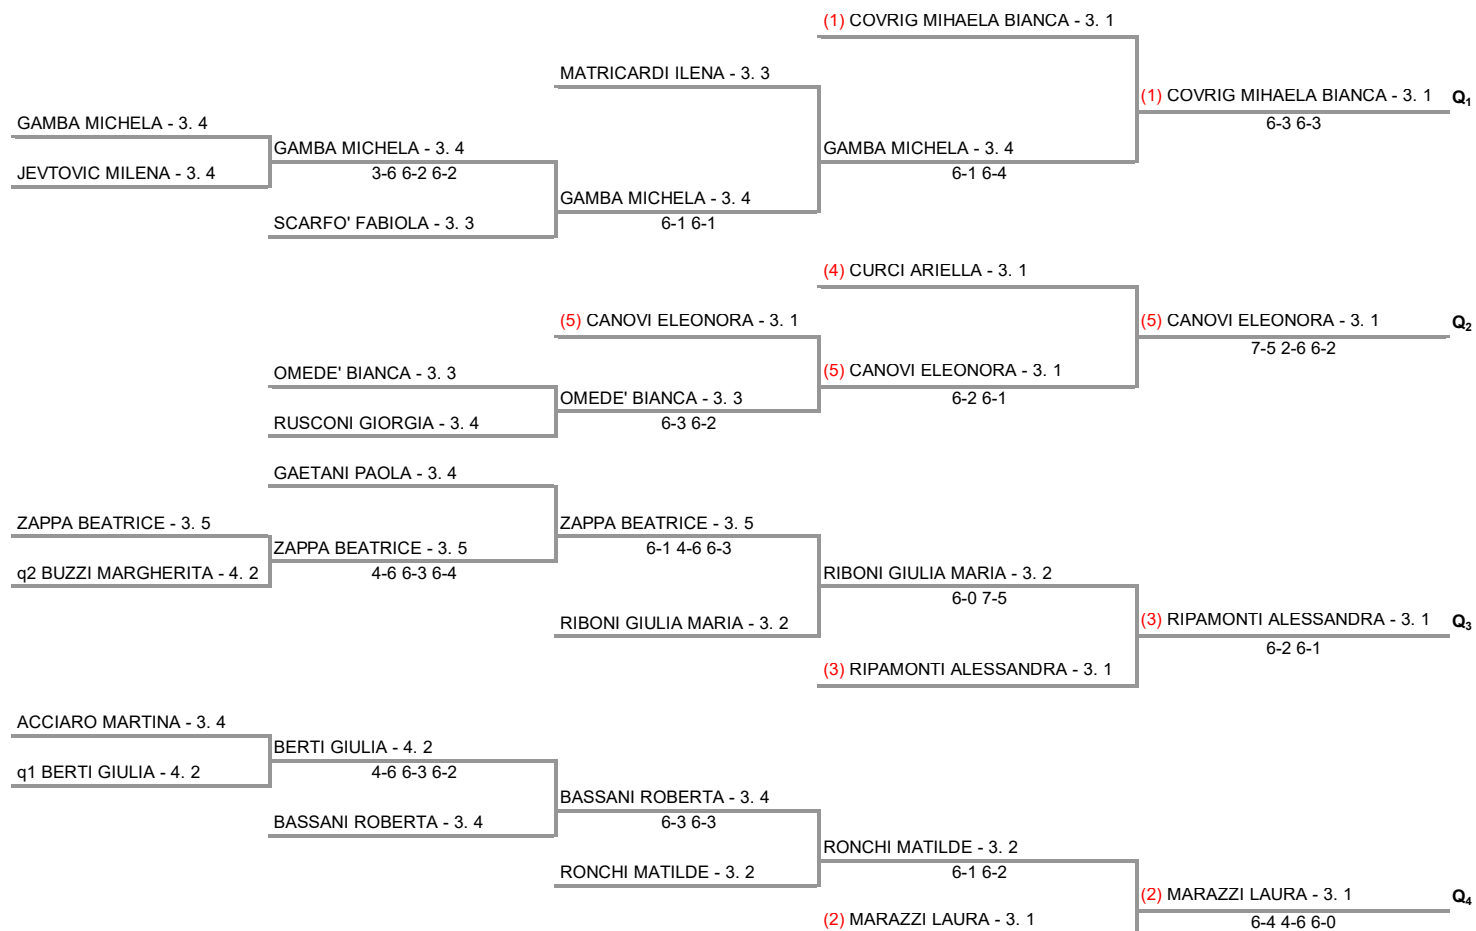 (1) COVRIG MIHAELA BIANCA - 3. 1
MATRICARDI ILENA - 3. 3
(1) COVRIG MIHAELA BIANCA - 3. 1 Q1
6-3 6-3
GAMBA MICHELA - 3. 4
GAMBA MICHELA - 3. 4
3-6 6-2 6-2
GAMBA MICHELA - 3. 4
6-1 6-4
JEVTOVIC MILENA - 3. 4
GAMBA MICHELA - 3. 4
6-1 6-1
SCARFO' FABIOLA - 3. 3
(4) CURCI ARIELLA - 3. 1
(5) CANOVI ELEONORA - 3. 1
(5) CANOVI ELEONORA - 3. 1 Q2
7-5 2-6 6-2
OMEDE' BIANCA - 3. 3
(5) CANOVI ELEONORA - 3. 1
6-2 6-1
OMEDE' BIANCA - 3. 3
6-3 6-2
RUSCONI GIORGIA - 3. 4
GAETANI PAOLA - 3. 4
ZAPPA BEATRICE - 3. 5
ZAPPA BEATRICE - 3. 5
6-1 4-6 6-3
ZAPPA BEATRICE - 3. 5
4-6 6-3 6-4
q2 BUZZI MARGHERITA - 4. 2
RIBONI GIULIA MARIA - 3. 2
6-0 7-5
RIBONI GIULIA MARIA - 3. 2
(3) RIPAMONTI ALESSANDRA - 3. 1 Q3
6-2 6-1
(3) RIPAMONTI ALESSANDRA - 3. 1
ACCIARO MARTINA - 3. 4
BERTI GIULIA - 4. 2
4-6 6-3 6-2
q1 BERTI GIULIA - 4. 2
BASSANI ROBERTA - 3. 4
6-3 6-3
BASSANI ROBERTA - 3. 4
RONCHI MATILDE - 3. 2
6-1 6-2
RONCHI MATILDE - 3. 2
(2) MARAZZI LAURA - 3. 1 Q4
6-4 4-6 6-0
(2) MARAZZI LAURA - 3. 1